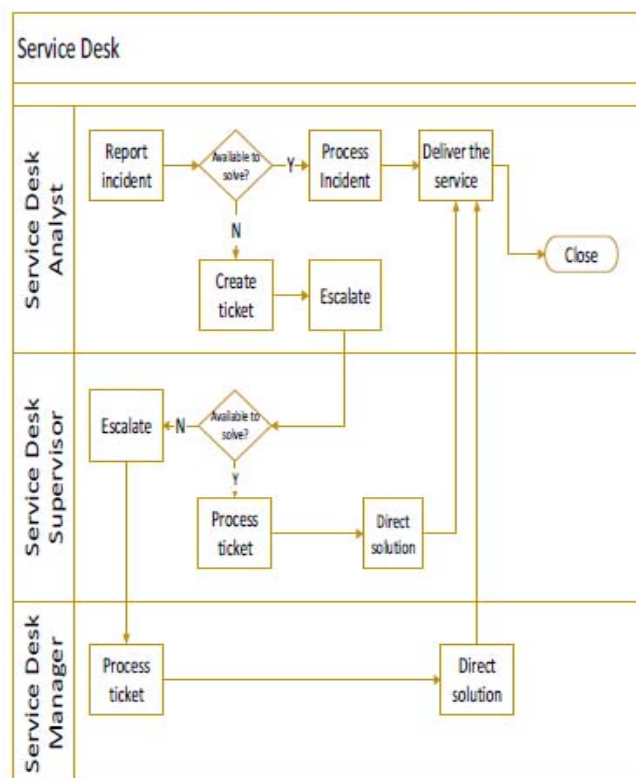 Service Desk
Service Desk
Analyst
Report
incident
Available to
solve?
Y
Process
Incident
Deliver the
service
N
Close
Create
ticket
Escalate
Service Desk
Supervisor
Escalate
N
Available to
solve?
Y
Process
ticket
Direct
solution
Service Desk
Manager
Process
ticket
Direct
solution